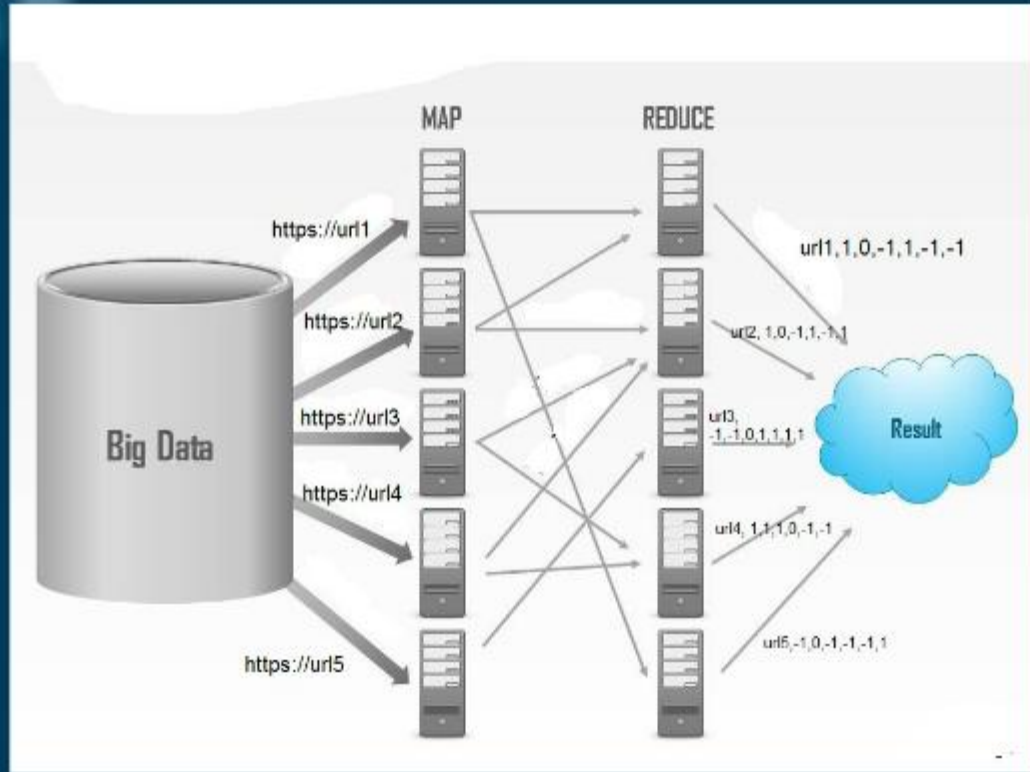 MAP
REDUCE
https://url1
url1,1,0,-1,1,-1,-1
https://url2
url2, 1,0,-1,1,-1,1
https://url3
url3,
-1,-1,0,1,1,1,1
Big Data
Result
https://url4
url4, 1,1,1,0,-1,-1
https://url5
url5,-1,0,-1,-1,-1,1